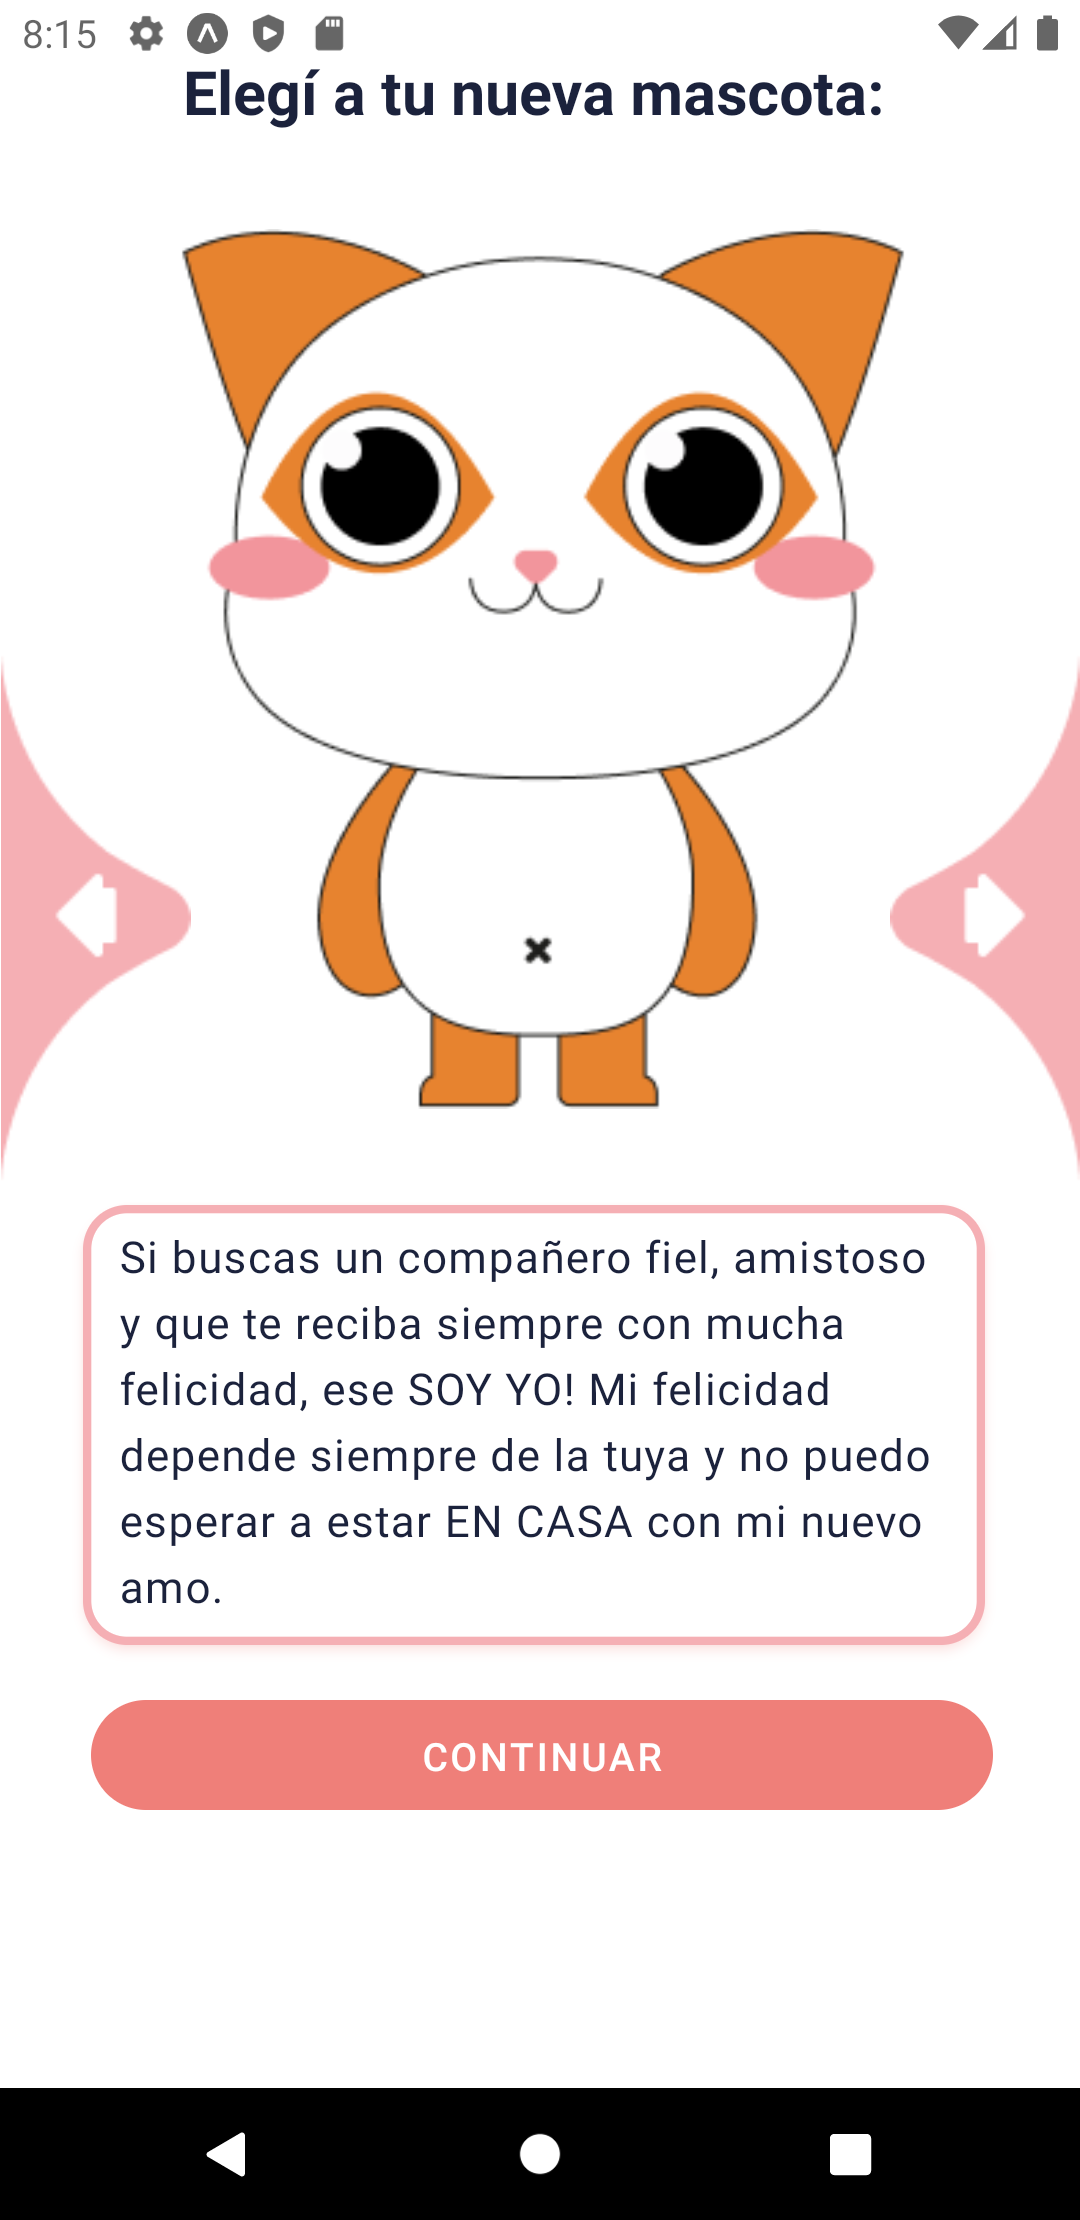 8:15
Elegí a tu nueva mascota:
Si buscas un compañero fiel, amistoso
y que te reciba siempre con mucha
felicidad, ese SOY YO! Mi felicidad
depende siempre de la tuya y no puedo
esperar a estar EN CASA con mi nuevo
amo.
CONTINUAR